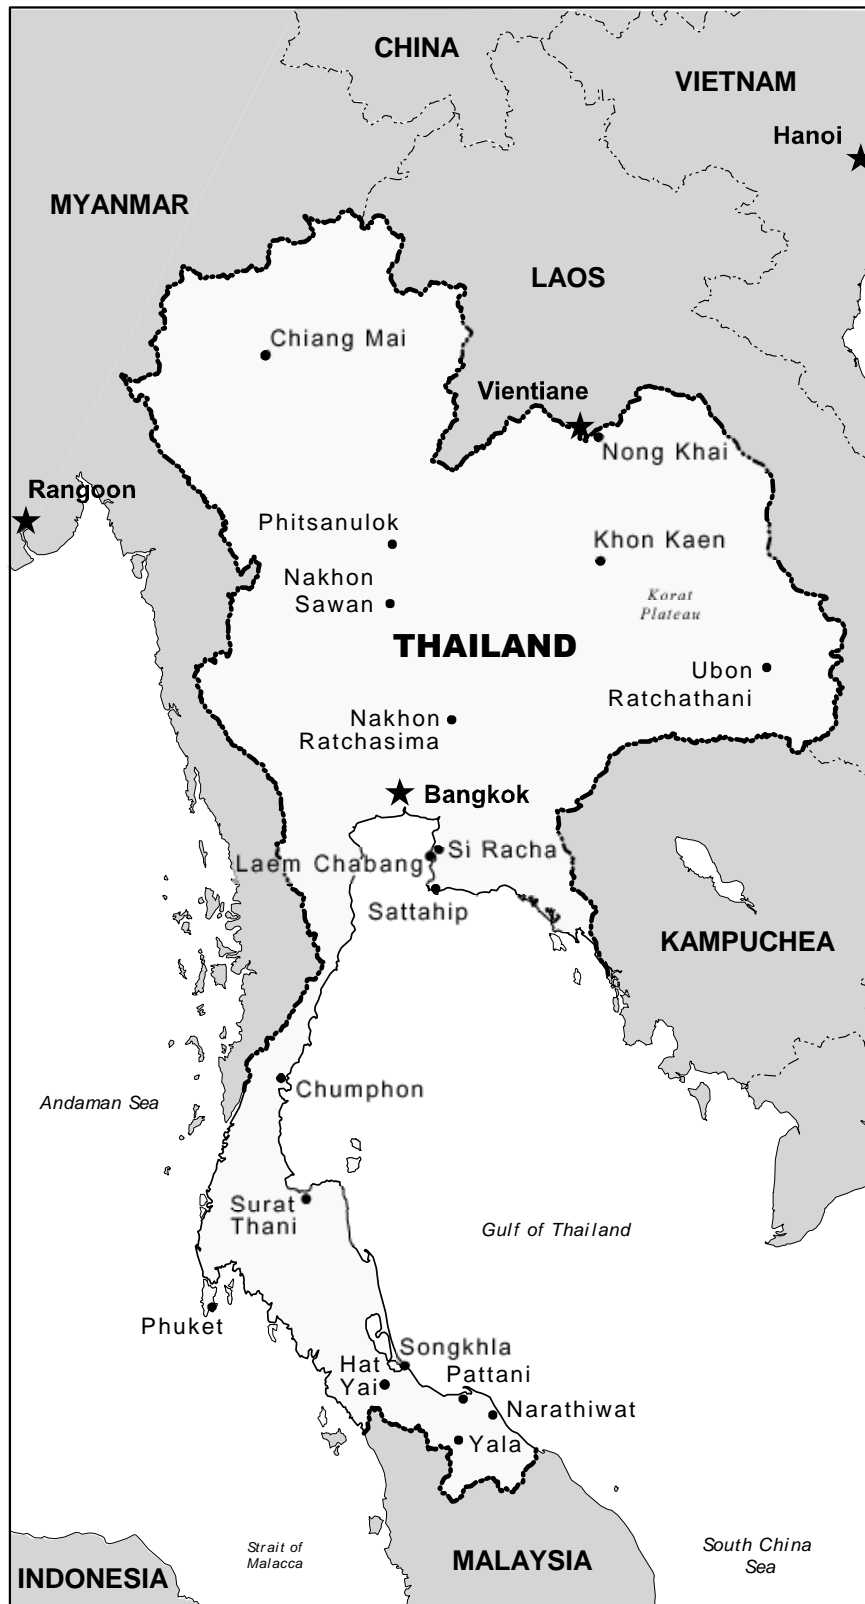 CHINA
VIETNAM
Hanoi
MYANMAR
LAOS
Chiang Mai
Vientiane
Nong Khai
Rangoon
Phitsanulok
Khon Kaen
Nakhon
Sawan
Korat
Plateau
THAILAND
Ubon
Ratchathani
Nakhon
Ratchasima
Bangkok
Si Racha
Laem Chabang
Sattahip
KAMPUCHEA
Chumphon
Andaman Sea
Surat
Thani
Gulf of Thailand
Phuket
Songkhla
Hat
Yai
Pattani
Narathiwat
Yala
Strait of
Malacca
MALAYSIA
South China
Sea
INDONESIA